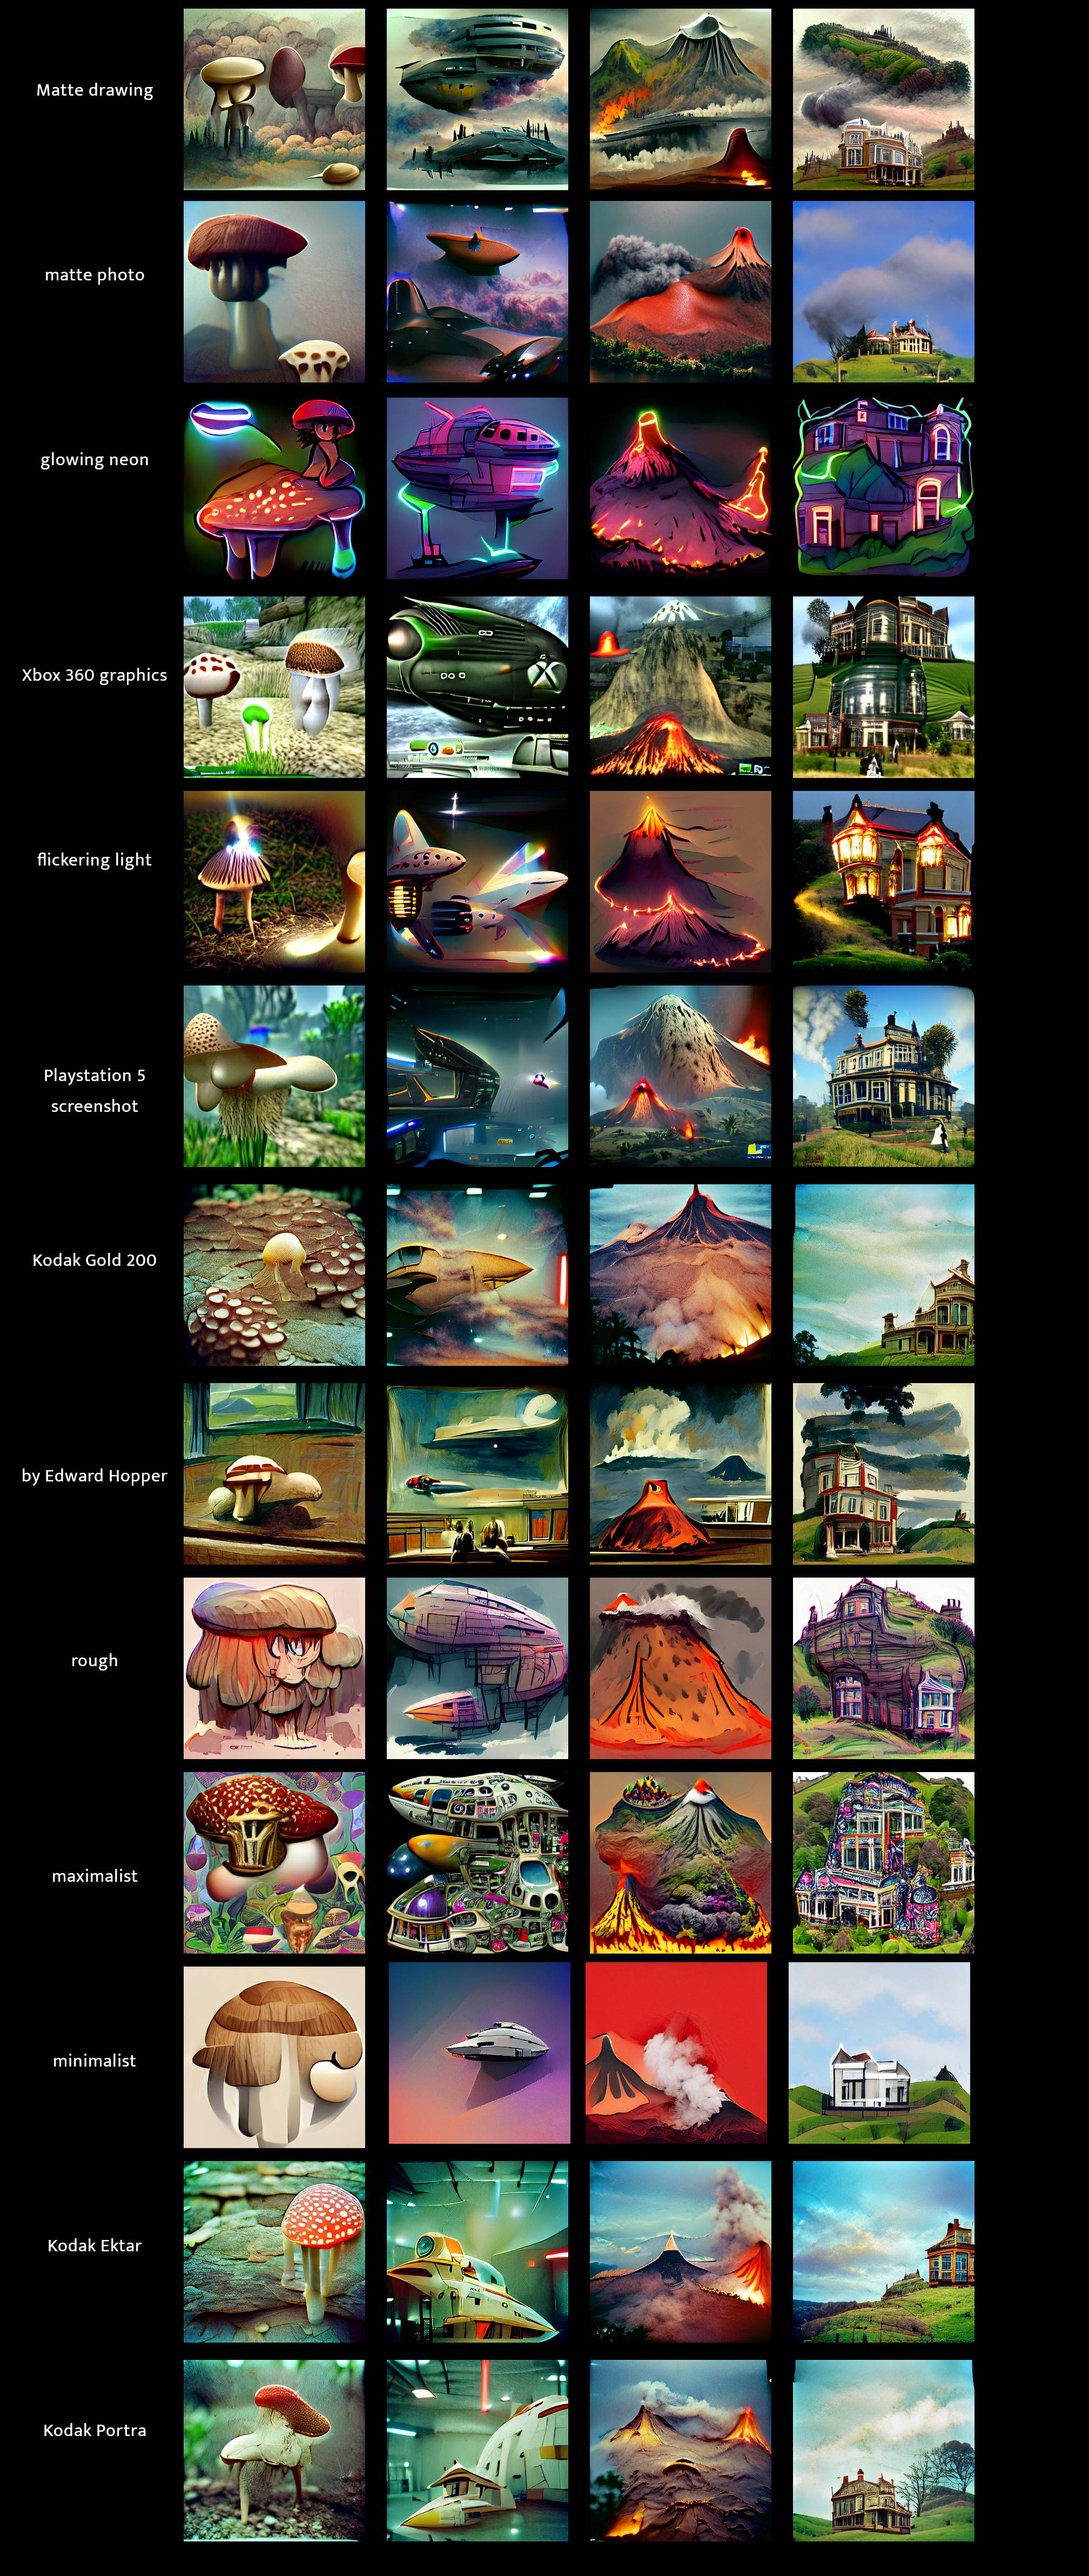 Matte drawing
matte photo
glowing neon
Xbox 360 graphics
flickering light
Playstation 5
screenshot
Kodak Gold 200
by Edward Hopper
rough
maximalist
minimalist
Kodak Ektar
Kodak Portra